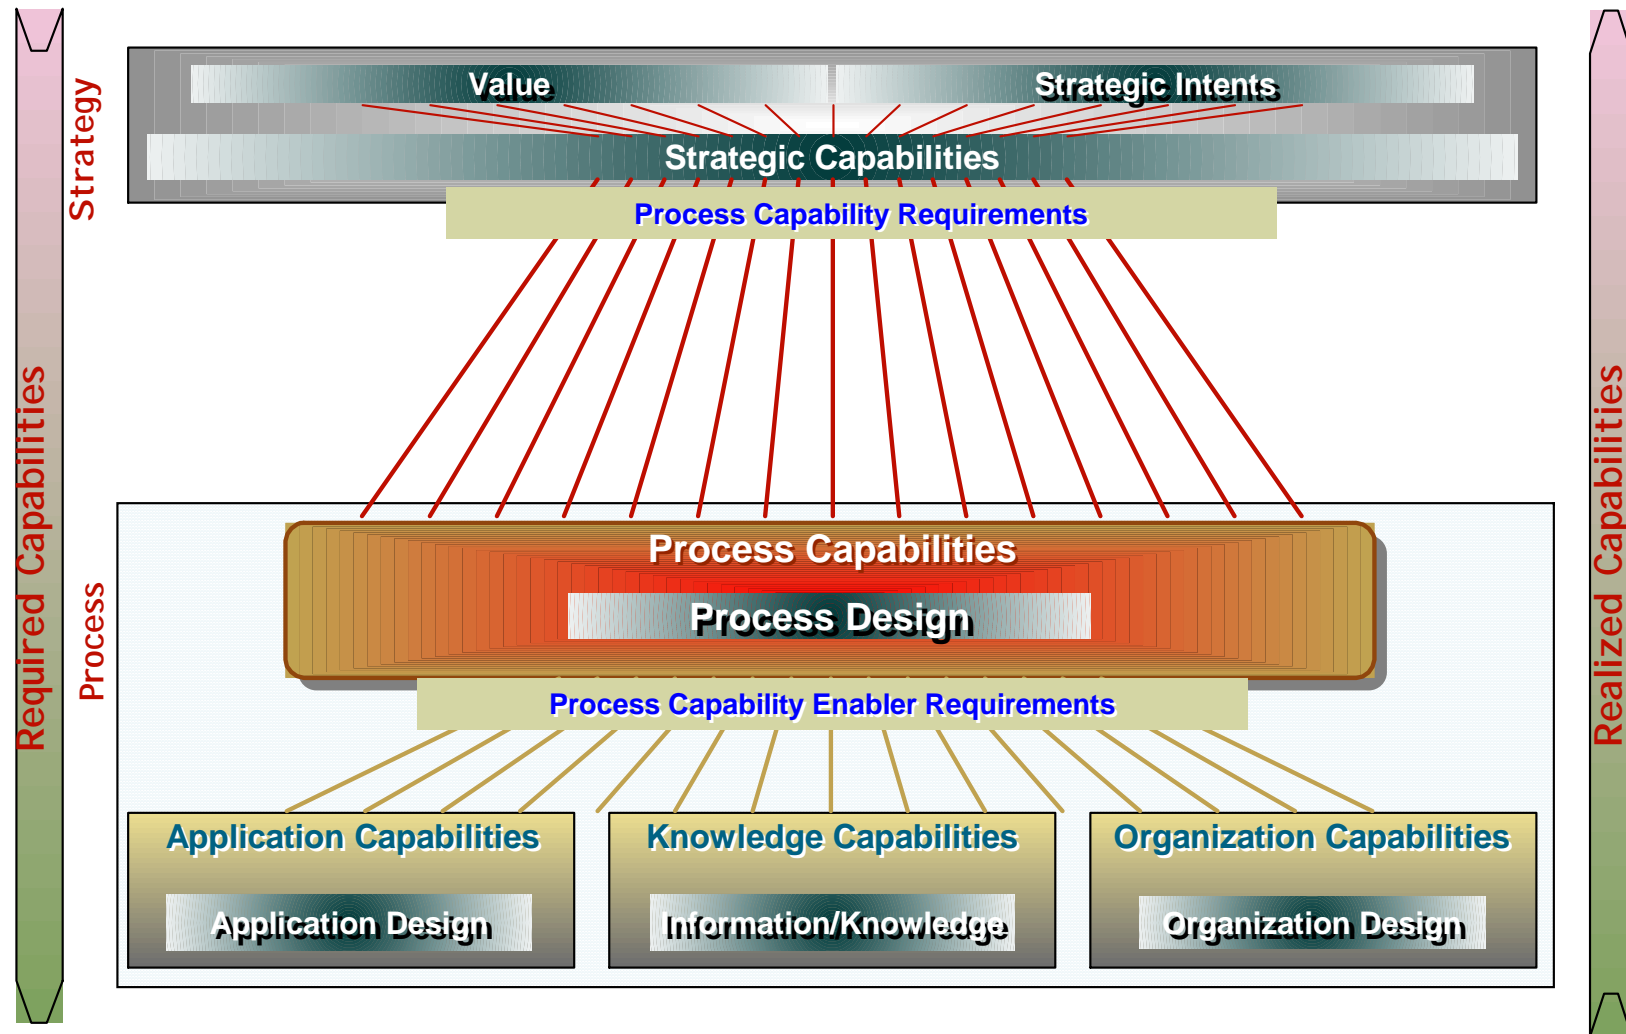 Value
Strategic Intents
Strategy
Strategic Capabilities
Process Capability Requirements
Required Capabilities
Realized Capabilities
Process
Process Capabilities
Process Design
Process Capability Enabler Requirements
Application Capabilities
Knowledge Capabilities
Organization Capabilities
Application Design
Information/Knowledge
Organization Design